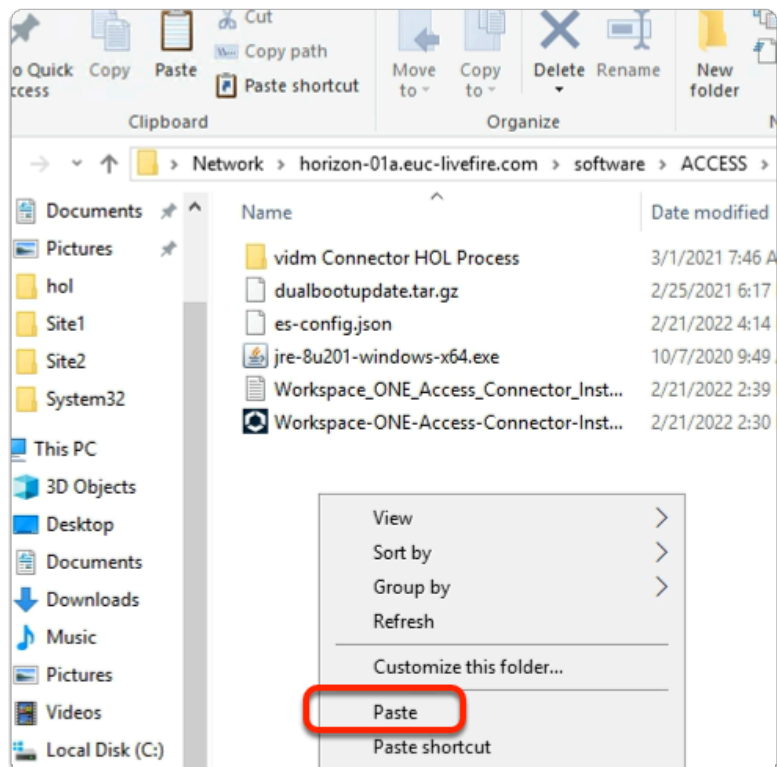 Cut
Copy path
Paste shortcut
o Quick
ccess
Copy
Paste
Move
to
Copy
to
Delete
Rename
New
folder
Clipboard
Organize
N
Network > horizon-01a.euc-livefire.com > software > ACCESS >
Documents
Pictures
hol
Site1
Site2
System32
This PC
3D Objects
Desktop
Documents
Downloads
Music
Pictures
Videos
Local Disk (C:)
Name Date modified
vidm Connector HOL Process 3/1/2021 7:46 A
dualbootupdate.tar.gz 2/25/2021 6:17
es-config.json 2/21/2022 4:14
jre-8u201-windows-x64.exe 10/7/2020 9:49
Workspace_ONE_Access_Connector_Inst... 2/21/2022 2:39
Workspace-ONE-Access-Connector-Inst... 2/21/2022 2:30
View
Sort by
Group by
Refresh
Customize this folder...
Paste
Paste shortcut